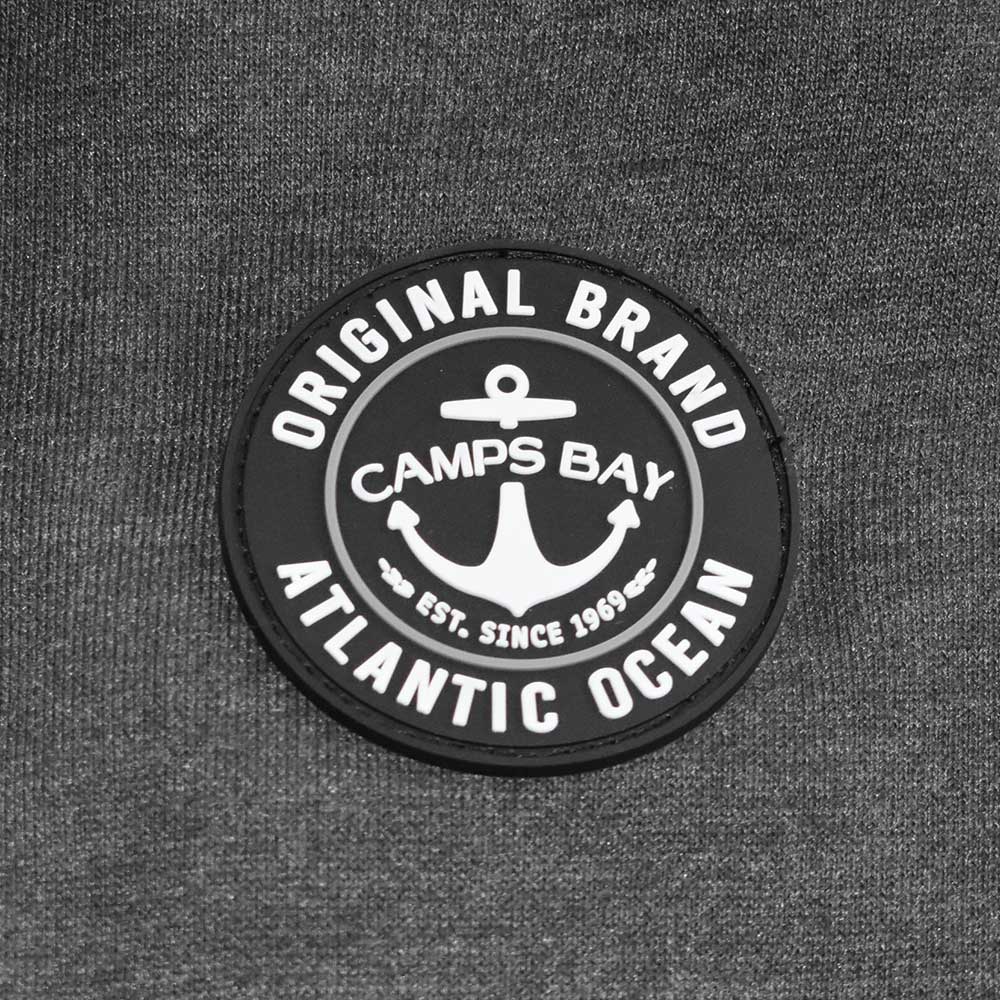 ORIGINAL BRAND
CAMPS BAY
EST. SINCE 1969
ATLANTIC OCEAN